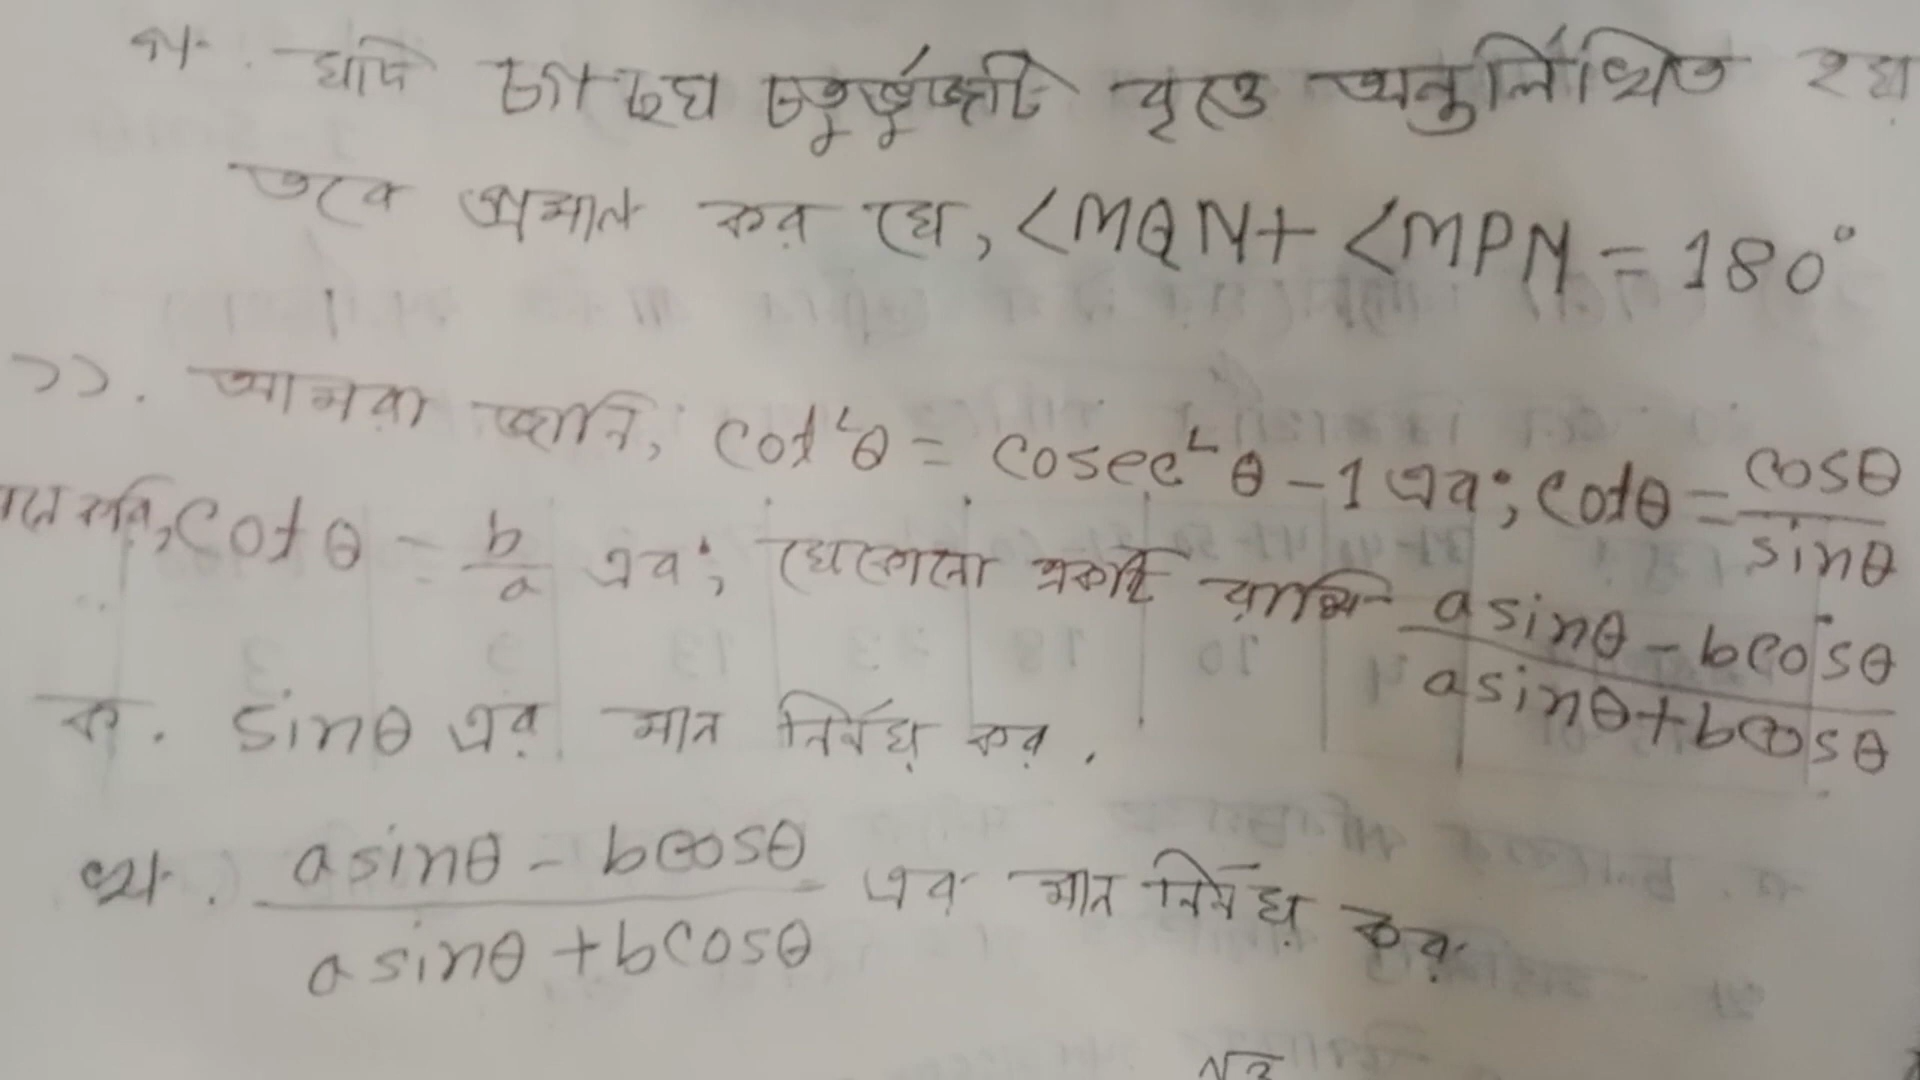 গ. যদি কোনো চতুর্ভুজটি বৃত্তে অন্তর্লিখিত হয়
তবে প্রমাণ কর যে, <MQN+ <MPN = 180°
১১. আমরা জানি, cot²θ = cosec²θ - 1 এবং; cotθ = cosθ/sinθ
মনে করি, cotθ = b/a এবং; যেকোনো একটি রাশি asinθ - bcosθ / asinθ + bcosθ
ক. sinθ এর মান নির্ণয় কর.
খ. asinθ - bcosθ / asinθ + bcosθ এর মান নির্ণয় কর